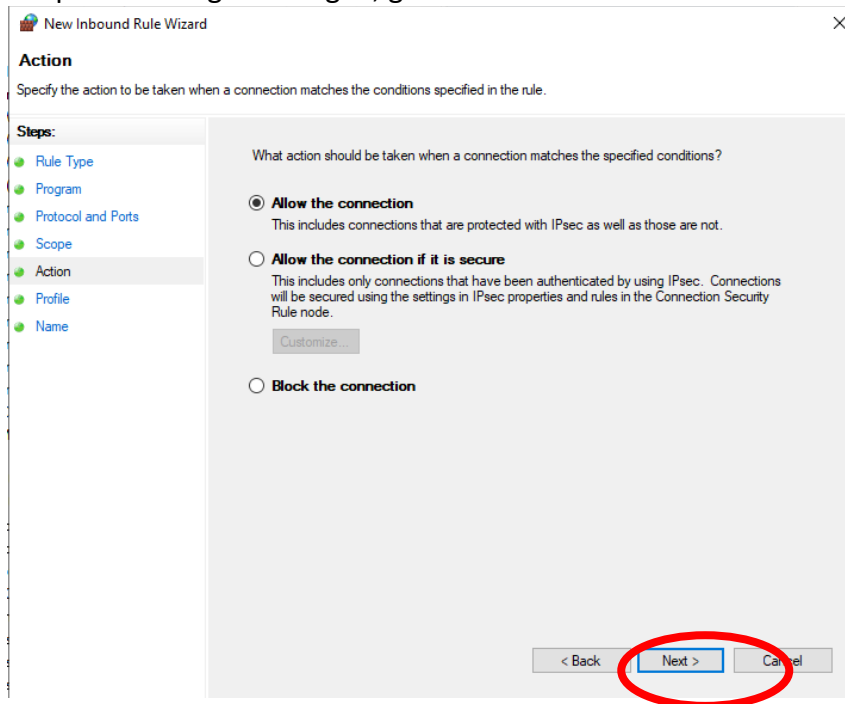 New Inbound Rule Wizard
Action
Specify the action to be taken when a connection matches the conditions specified in the rule.
Steps:
Rule Type
Program
Protocol and Ports
Scope
Action
Profile
Name
What action should be taken when a connection matches the specified conditions?
Allow the connection
This includes connections that are protected with IPsec as well as those are not.
Allow the connection if it is secure
This includes only connections that have been authenticated by using IPsec. Connections
will be secured using the settings in IPsec properties and rules in the Connection Security
Rule node.
Customize...
Block the connection
< Back
Next >
Cancel